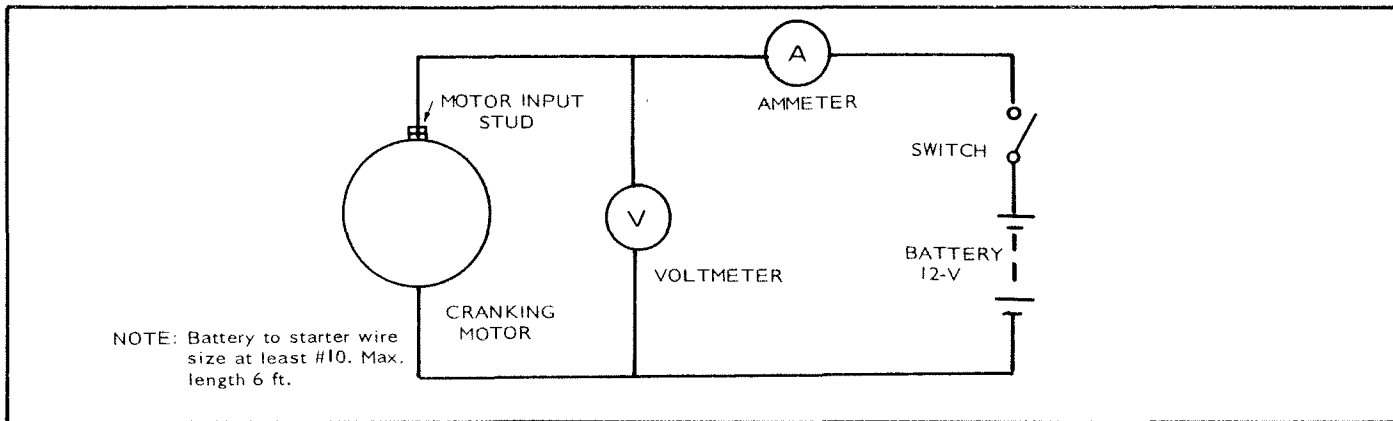 A
AMMETER
MOTOR INPUT
STUD
SWITCH
V
VOLTMETER
BATTERY
12-V
CRANKING
MOTOR
NOTE: Battery to starter wire
size at least #10. Max.
length 6 ft.